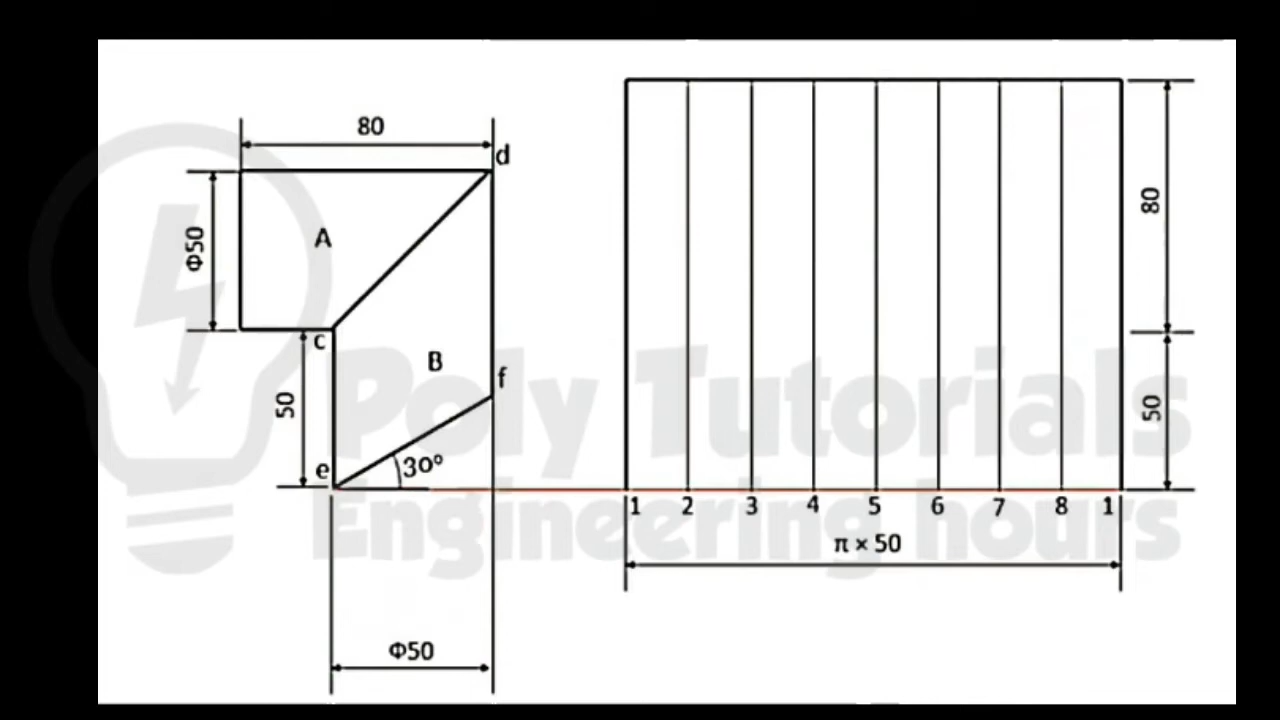 80
d
Φ50
A
c
B
f
50
e
30°
Φ50
80
50
1 2 3 4 5 6 7 8 1
π × 50
Poly Tutorials
Engineering hours